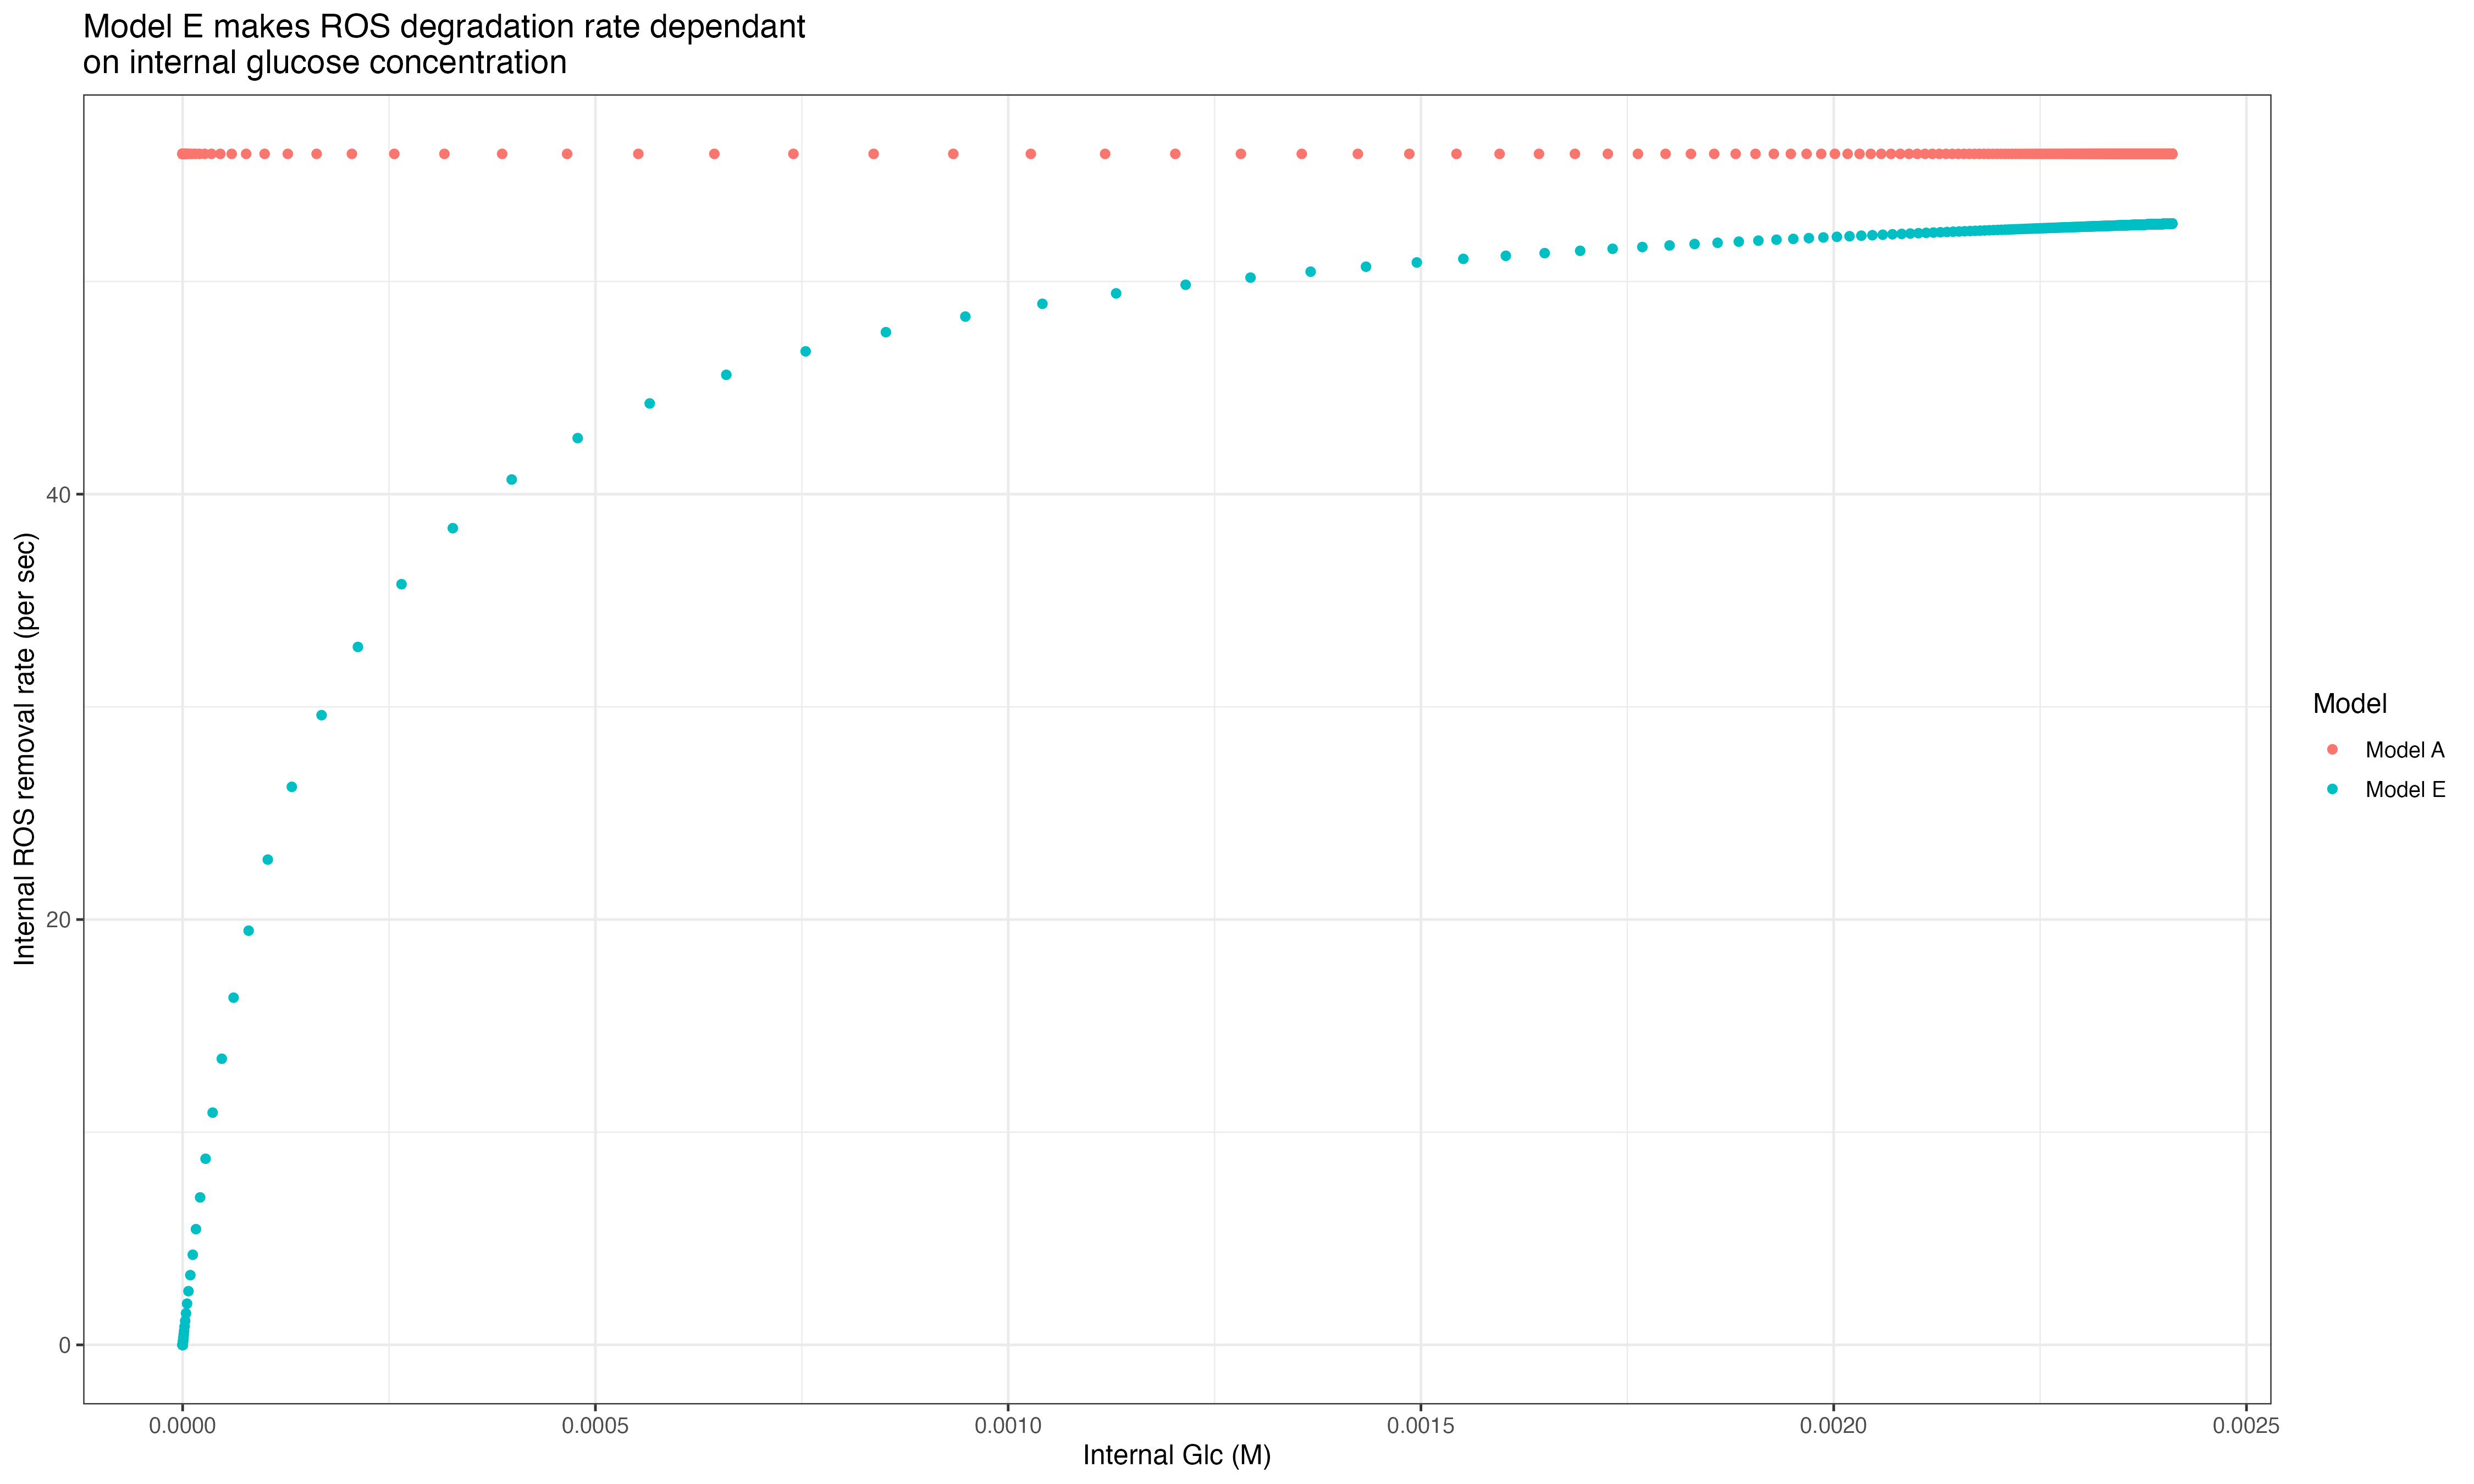 Model E makes ROS degradation rate dependant
on internal glucose concentration
Internal ROS removal rate (per sec)
40
20
0
0.0000
0.0005
0.0010
0.0015
0.0020
0.0025
Internal Glc (M)
Model
Model A
Model E